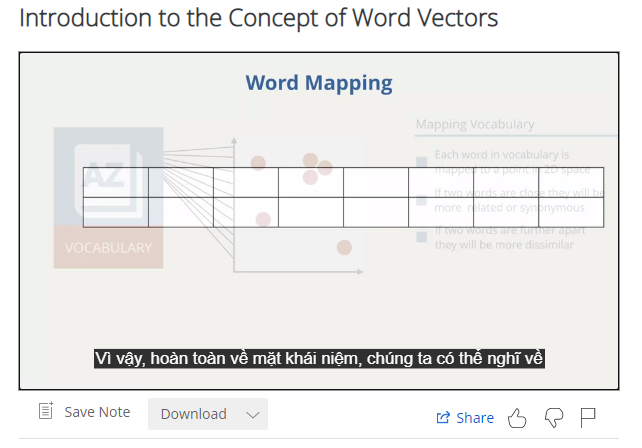 Introduction to the Concept of Word Vectors
Word Mapping
Mapping Vocabulary
AZ
Each word in vocabulary is
mapped to a point in 2D space
If two words are close they will be
more related or synonymous
VOCABULARY
If two words are further apart
they will be more dissimilar
Vì vậy, hoàn toàn về mặt khái niệm, chúng ta có thể nghĩ về
Save Note
Download
Share